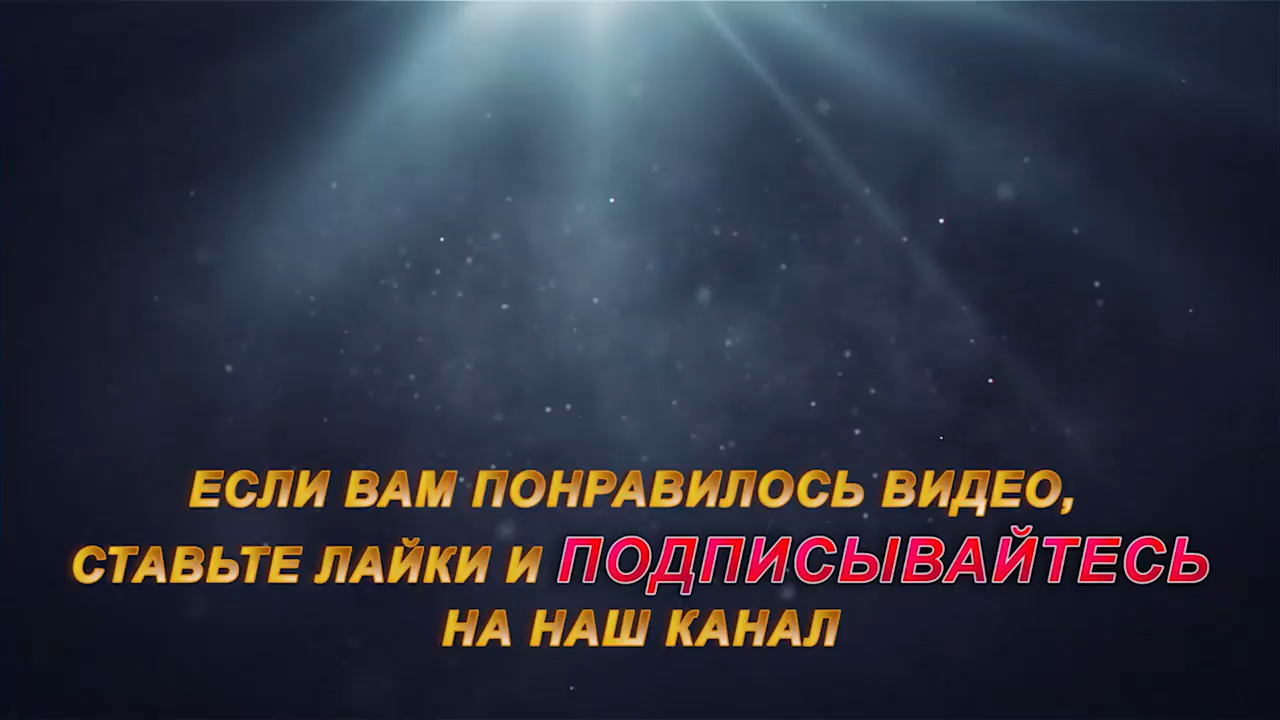 ЕСЛИ ВАМ ПОНРАВИЛОСЬ ВИДЕО,
СТАВЬТЕ ЛАЙКИ И ПОДПИСЫВАЙТЕСЬ
НА НАШ КАНАЛ